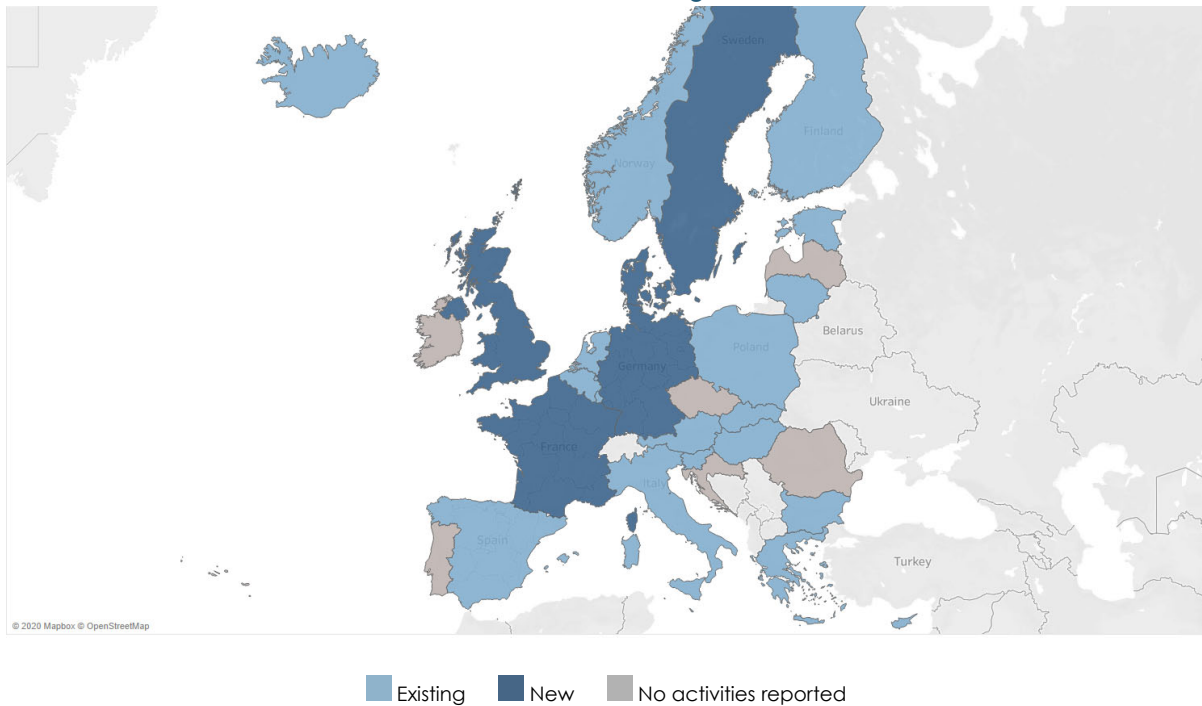 Sweden
Finland
Norway
Belarus
Poland
Germany
Ukraine
France
Italy
Spain
Turkey
© 2020 Mapbox © OpenStreetMap
Existing New No activities reported